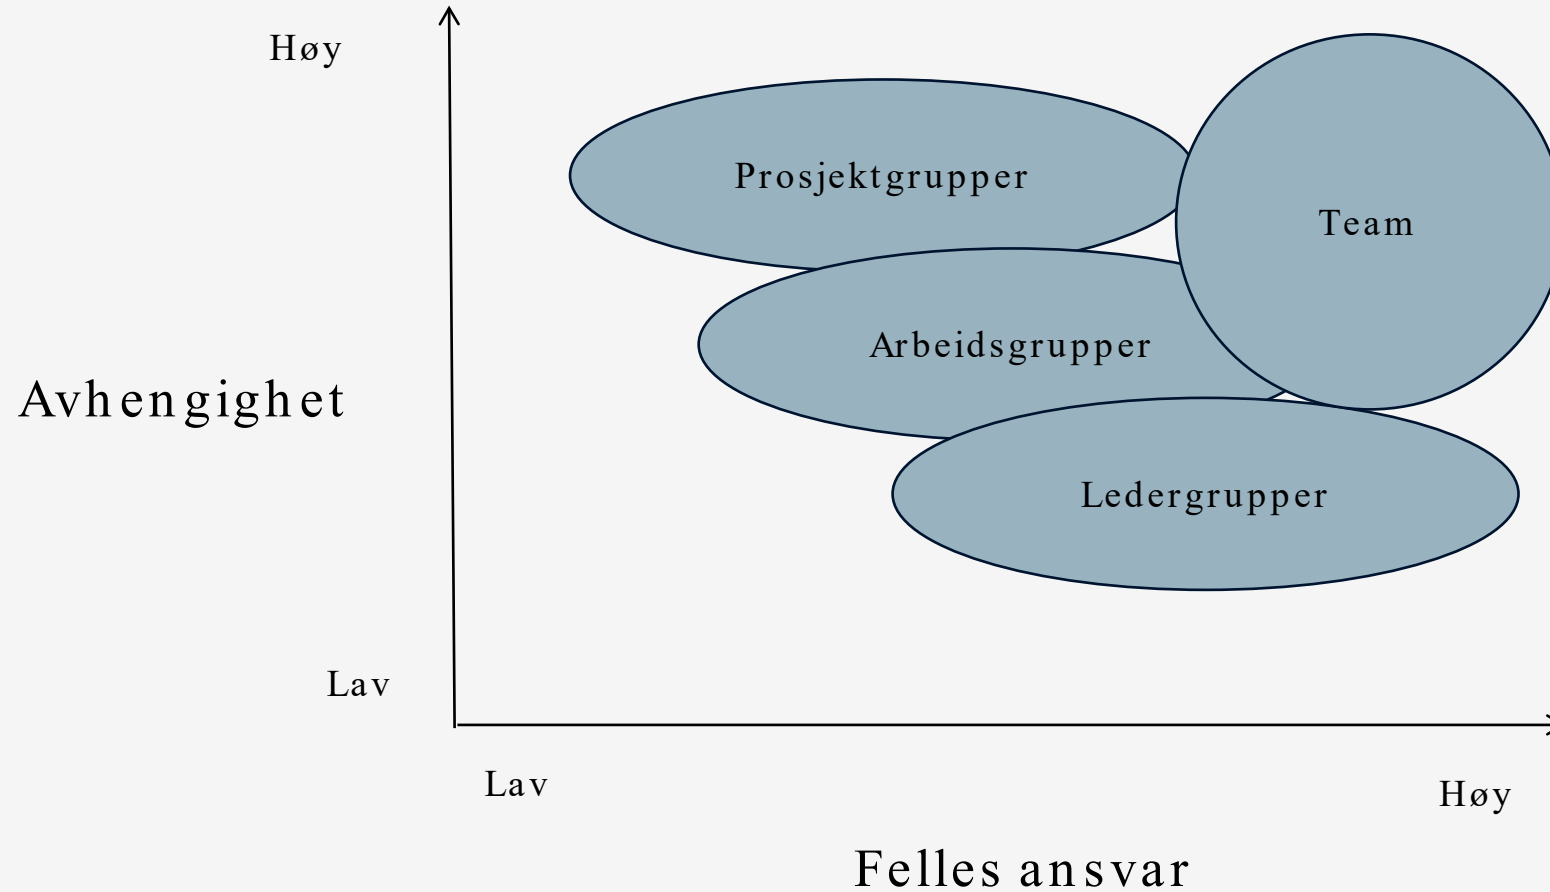 Høy
Prosjektgrupper
Team
Arbeidsgrupper
Avhengighet
Ledergrupper
Lav
Lav
Høy
Felles ansvar